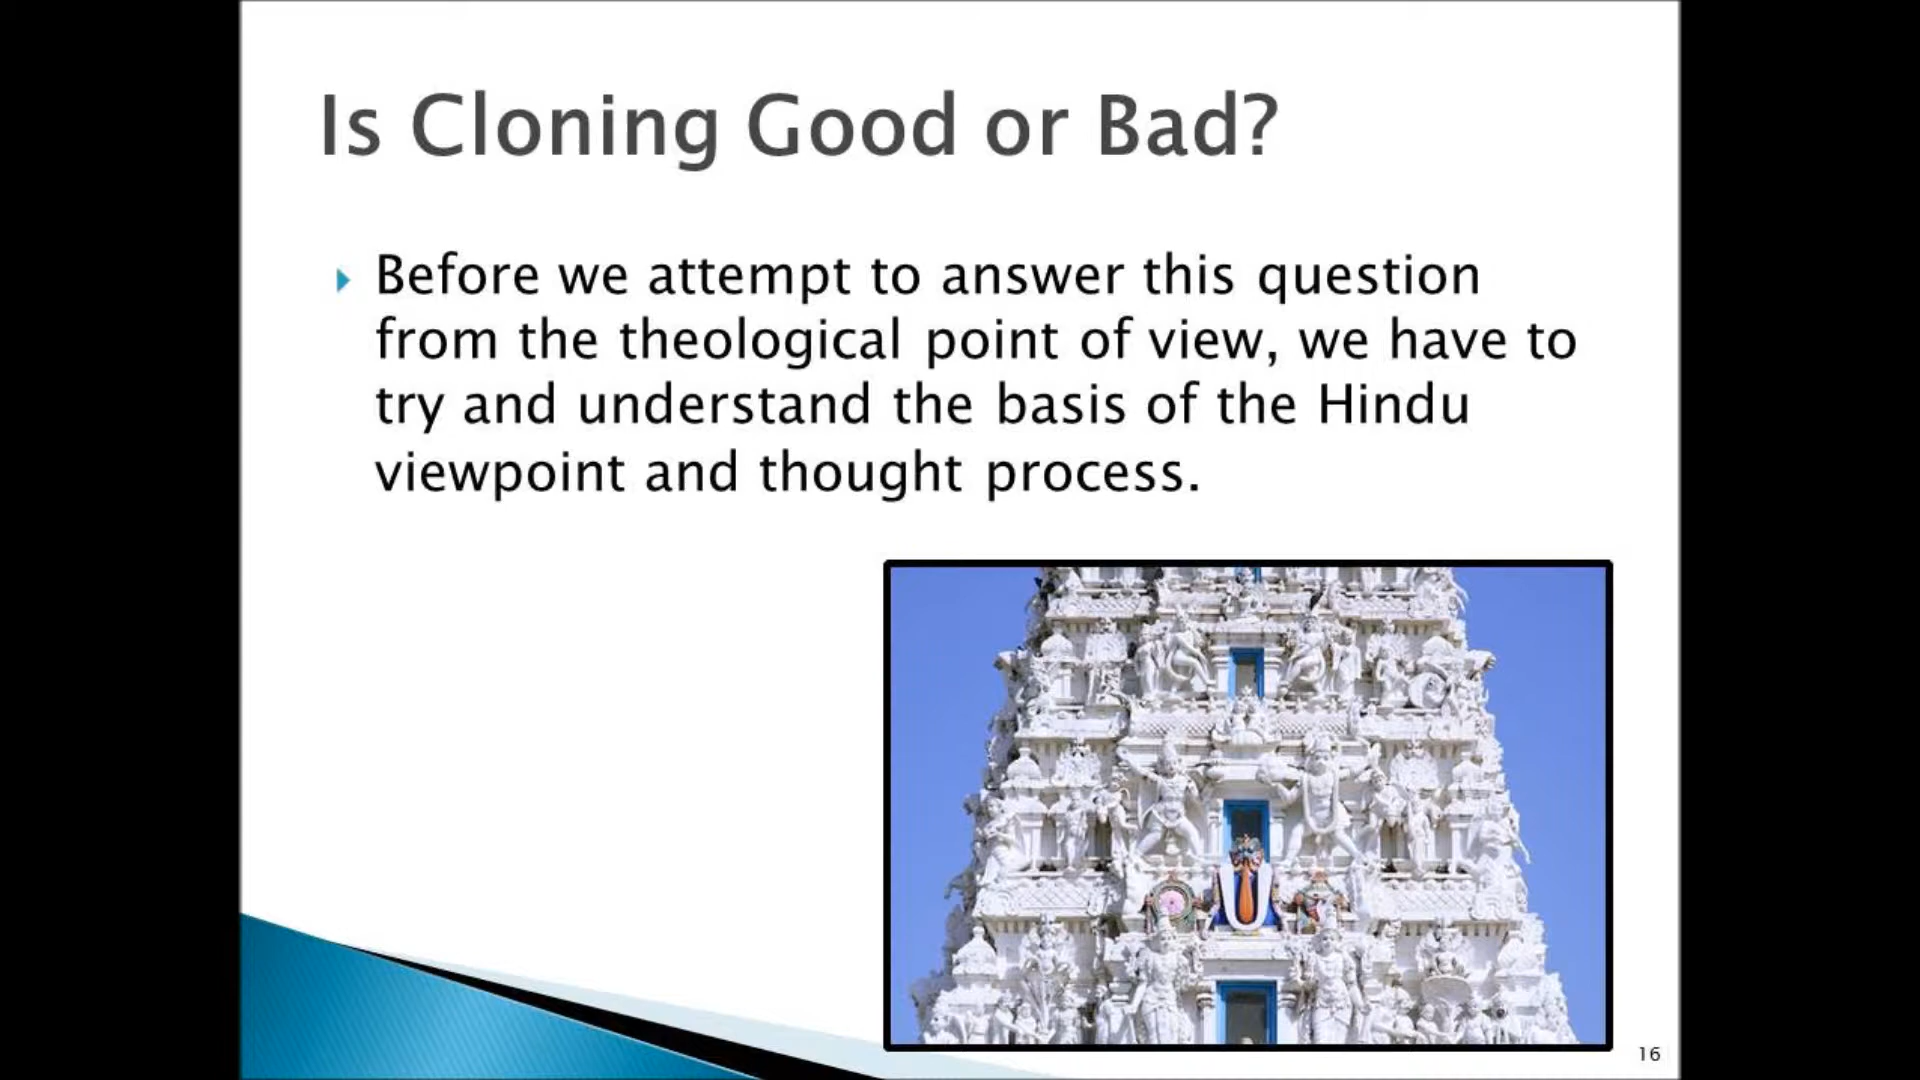 Is Cloning Good or Bad?
Before we attempt to answer this question
from the theological point of view, we have to
try and understand the basis of the Hindu
viewpoint and thought process.
16